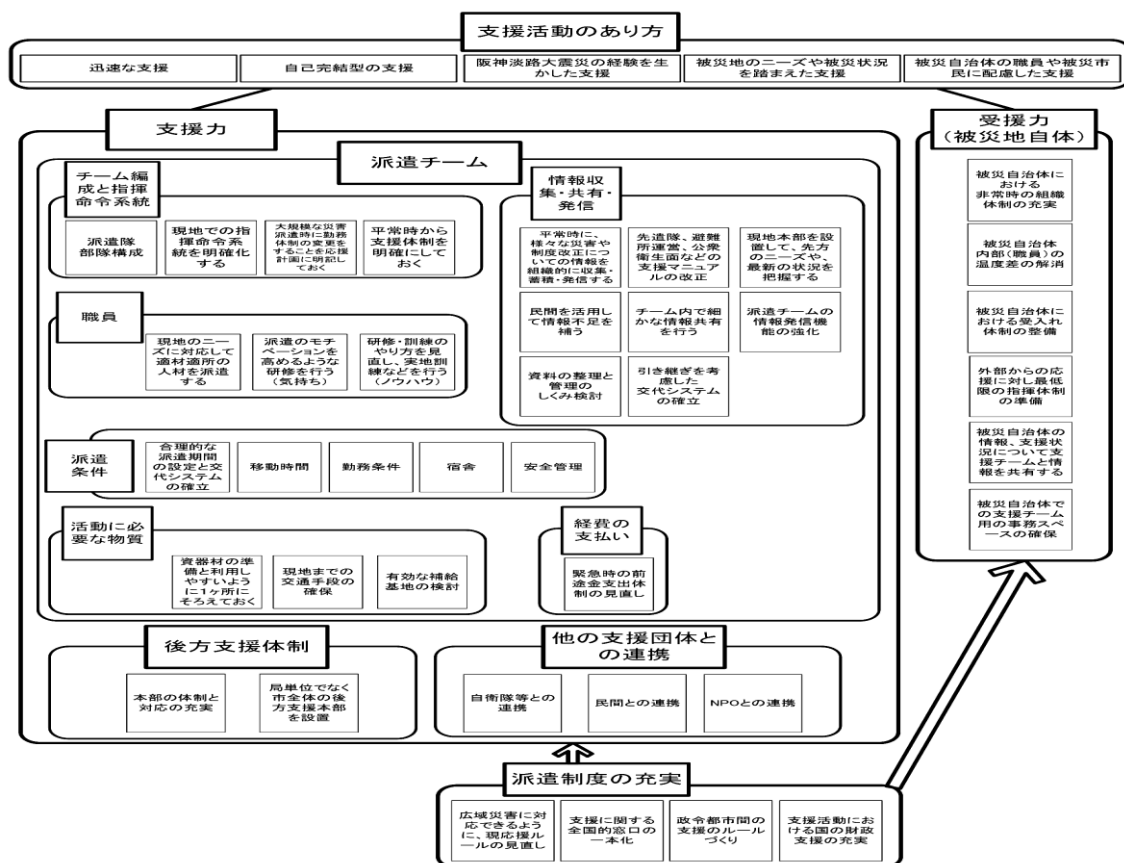 支援活動のあり方
迅速な支援
自己完結型の支援
阪神淡路大震災の経験を生
かした支援
被災地のニーズや被災状況
を踏まえた支援
被災自治体の職員や被災市
民に配慮した支援
支援力
派遣チーム
チーム編
成と指揮
命令系統
派遣隊
部隊構成
現地での指
揮命令系
統を明確化
する
大規模な災害
派遣時に勤務
体制の変更を
することを応援
計画に明記し
ておく
平常時から
支援体制を
明確にして
おく
情報収
集・共有・
発信
平常時に、
様々な災害や
制度改正につ
いての情報を
組織的に収集・
蓄積・発信する
先遣隊、避難
所運営、公衆
衛生面などの
支援マニュア
ルの改正
現地本部を設
置して、先方
のニーズや、
最新の状況を
把握する
民間を活用
して情報不足を
補う
チーム内で細
かな情報共有を
行う
派遣チームの
情報発信機
能の強化
資料の整理と
管理の
しくみ検討
引き継ぎを考
慮した
交代システム
の確立
職員
現地のニー
ズに対応して
適材適所の
人材を派遣
する
派遣のモチ
ベーションを
高めるような
研修を行う
(気持ち)
研修・訓練の
やり方を見
直し、実地訓
練などを行う
(ノウハウ)
派遣
条件
合理的な
派遣期間
の設定と交
代システム
の確立
移動時間
勤務条件
宿舎
安全管理
活動に必
要な物質
資器材の準
備と利用し
やすいよう
に1ヶ所に
そろえておく
現地までの
交通手段の
確保
有効な補給
基地の検討
経費の
支払い
緊急時の前
途金支出体
制の見直し
後方支援体制
本部の体制と
対応の充実
局単位でなく
市全体の後
方支援本部
を設置
他の支援団体と
の連携
自衛隊等との
連携
民間との連携
NPOとの連携
受援力
(被災地自体)
被災自治体に
おける
非常時の組織
体制の充実
被災自治体
内部(職員)の
温度差の解消
被災自治体に
おける受入れ
体制の整備
外部からの応
援に対し最低
限の指揮体制
の準備
被災自治体の
情報、支援状
況について支
援チームと情
報を共有する
被災自治体で
の支援チーム
用の事務スペ
ースの確保
派遣制度の充実
広域災害に対
応できるよう
に、現応援ル
ールの見直し
支援に関する
全国的窓口の
一本化
政令都市間の
支援のルール
づくり
支援活動にお
ける国の財政
支援の充実